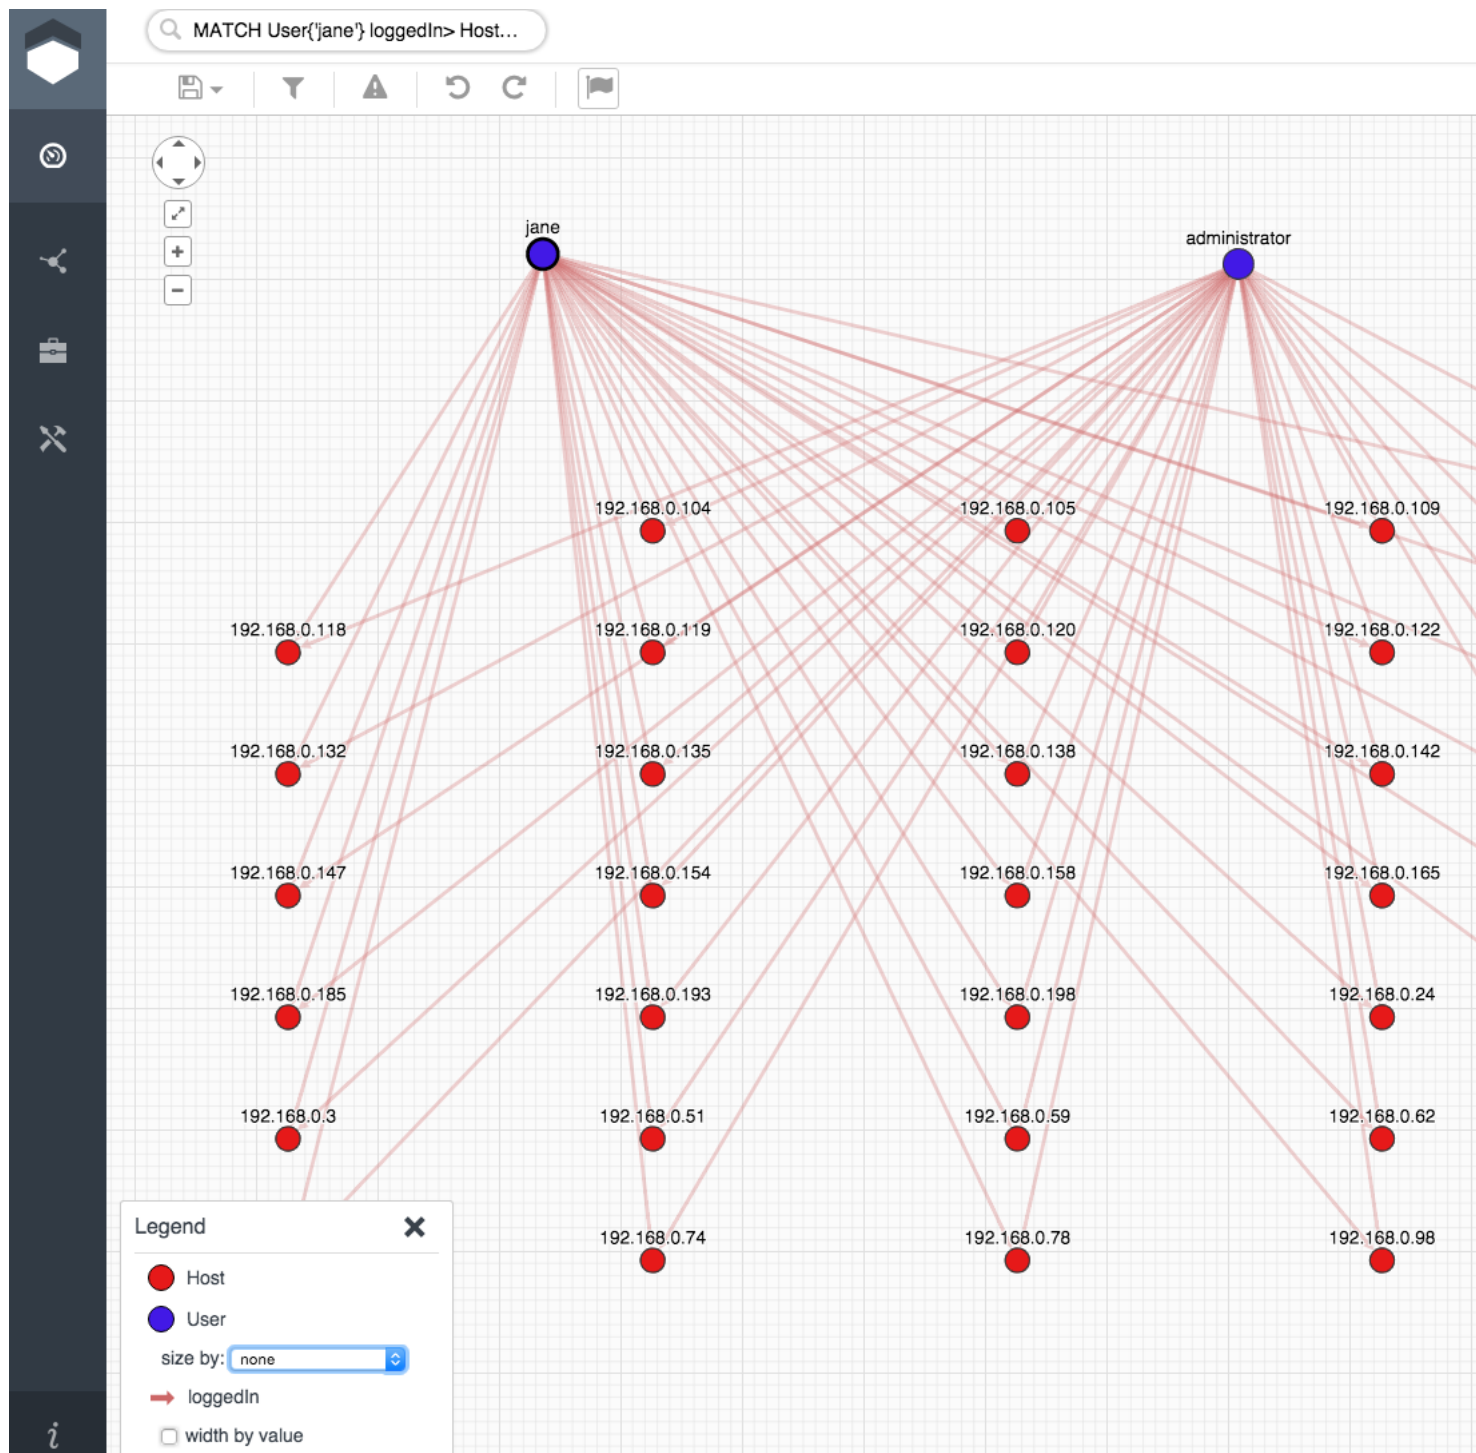 MATCH User{'jane'} loggedIn> Host...
jane
administrator
192.168.0.104
192.168.0.105
192.168.0.109
192.168.0.118
192.168.0.119
192.168.0.120
192.168.0.122
192.168.0.132
192.168.0.135
192.168.0.138
192.168.0.142
192.168.0.147
192.168.0.154
192.168.0.158
192.168.0.165
192.168.0.185
192.168.0.193
192.168.0.198
192.168.0.24
192.168.0.3
192.168.0.51
192.168.0.59
192.168.0.62
192.168.0.74
192.168.0.78
192.168.0.98
Legend
Host
User
size by: none
loggedIn
width by value
i